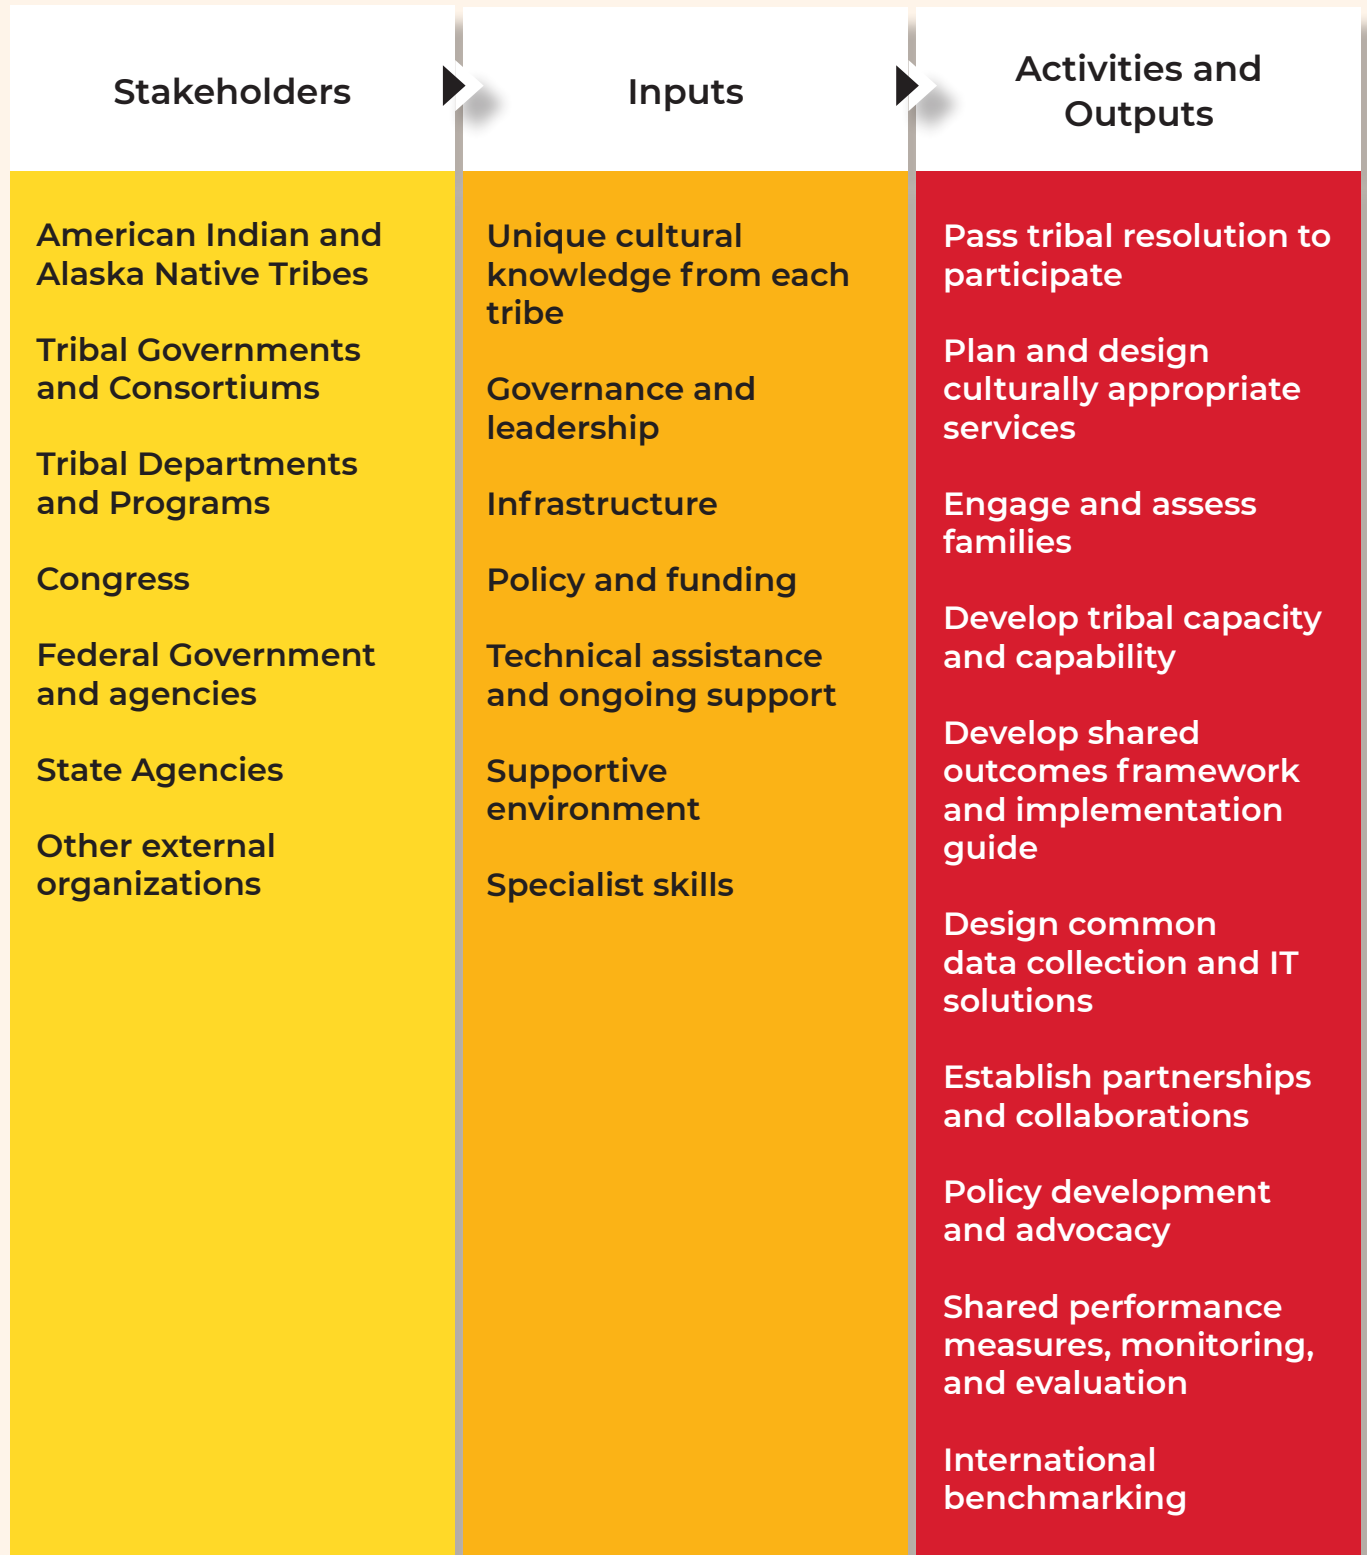 Stakeholders
Inputs
Activities and
Outputs
American Indian and
Alaska Native Tribes
Tribal Governments
and Consortiums
Tribal Departments
and Programs
Congress
Federal Government
and agencies
State Agencies
Other external
organizations
Unique cultural
knowledge from each
tribe
Governance and
leadership
Infrastructure
Policy and funding
Technical assistance
and ongoing support
Supportive
environment
Specialist skills
Pass tribal resolution to
participate
Plan and design
culturally appropriate
services
Engage and assess
families
Develop tribal capacity
and capability
Develop shared
outcomes framework
and implementation
guide
Design common
data collection and IT
solutions
Establish partnerships
and collaborations
Policy development
and advocacy
Shared performance
measures, monitoring,
and evaluation
International
benchmarking